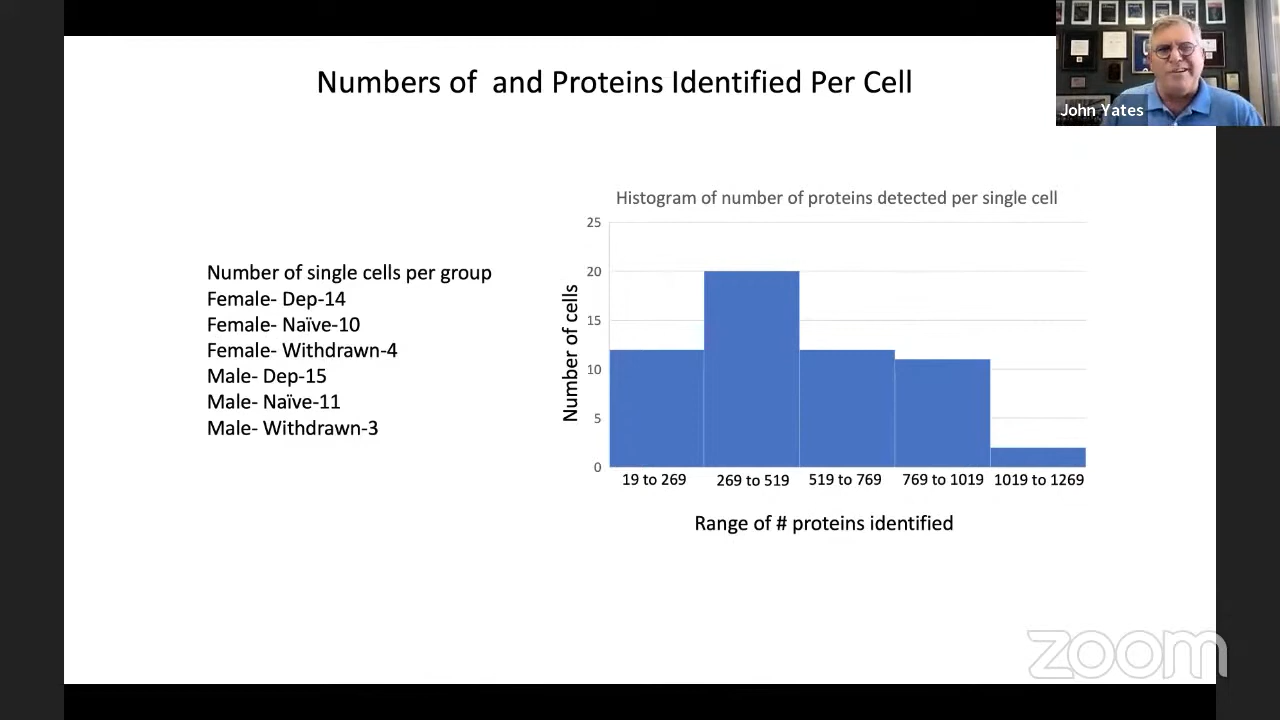 Numbers of  and Proteins Identified Per Cell
John Yates
Number of single cells per group
Female- Dep-14
Female- Naïve-10
Female- Withdrawn-4
Male- Dep-15
Male- Naïve-11
Male- Withdrawn-3
Histogram of number of proteins detected per single cell
Number of cells
25
20
15
10
5
0
19 to 269 269 to 519 519 to 769 769 to 1019 1019 to 1269
Range of # proteins identified
zoom